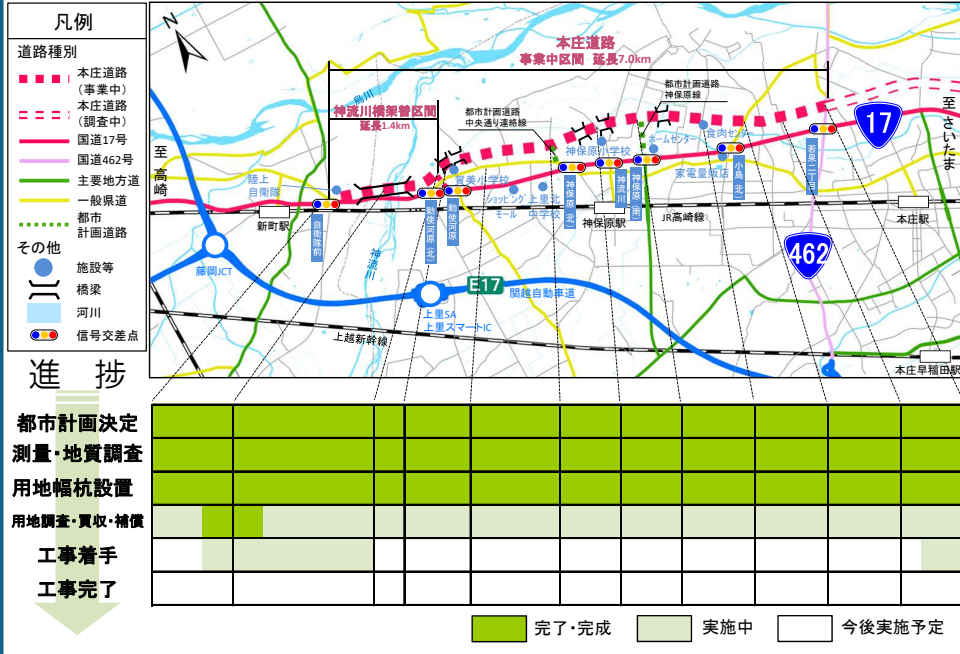 凡例
道路種別
本庄道路
（事業中）
本庄道路
（調査中）
国道17号
国道462号
主要地方道
一般県道
都市
計画道路
その他
施設等
橋梁
河川
信号交差点
N
本庄道路
事業中区間 延長7.0km
神流川橋架替区間
延長1.4km
烏川
都市計画道路
中央通り連絡線
都市計画道路
神保原線
至高崎
至さいたま
17
462
陸上
自衛隊
賀美小学校
ショッピング
モール
上里北
中学校
神保原小学校
ホームセンター
食肉センター
家電量販店
新町駅
自衛隊前
神流川
勅使河原（北）
勅使河原
神保原（北）
神保原駅
神流川
神保原（南）
JR高崎線
小島（北）
若泉二丁目
本庄駅
藤岡JCT
E17
関越自動車道
上里SA
上里スマートIC
上越新幹線
本庄早稲田駅
進捗
都市計画決定
測量・地質調査
用地幅杭設置
用地調査・買収・補償
工事着手
工事完了
完了・完成
実施中
今後実施予定